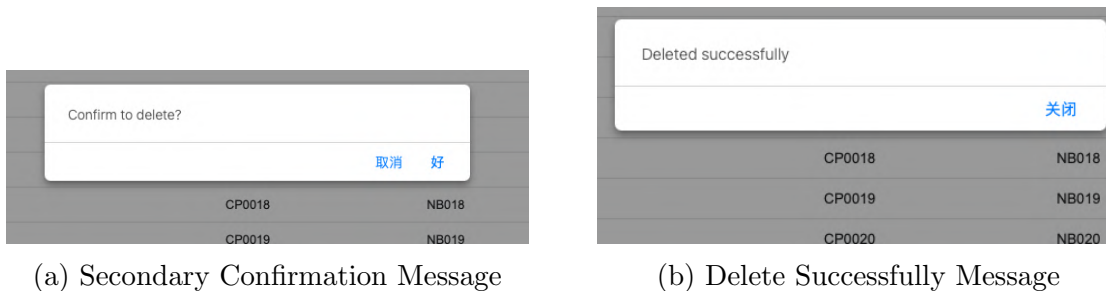 Confirm to delete?
取消 好
CP0018 NB018
CP0019 NB019
(a) Secondary Confirmation Message
Deleted successfully
关闭
CP0018 NB018
CP0019 NB019
CP0020 NB020
(b) Delete Successfully Message